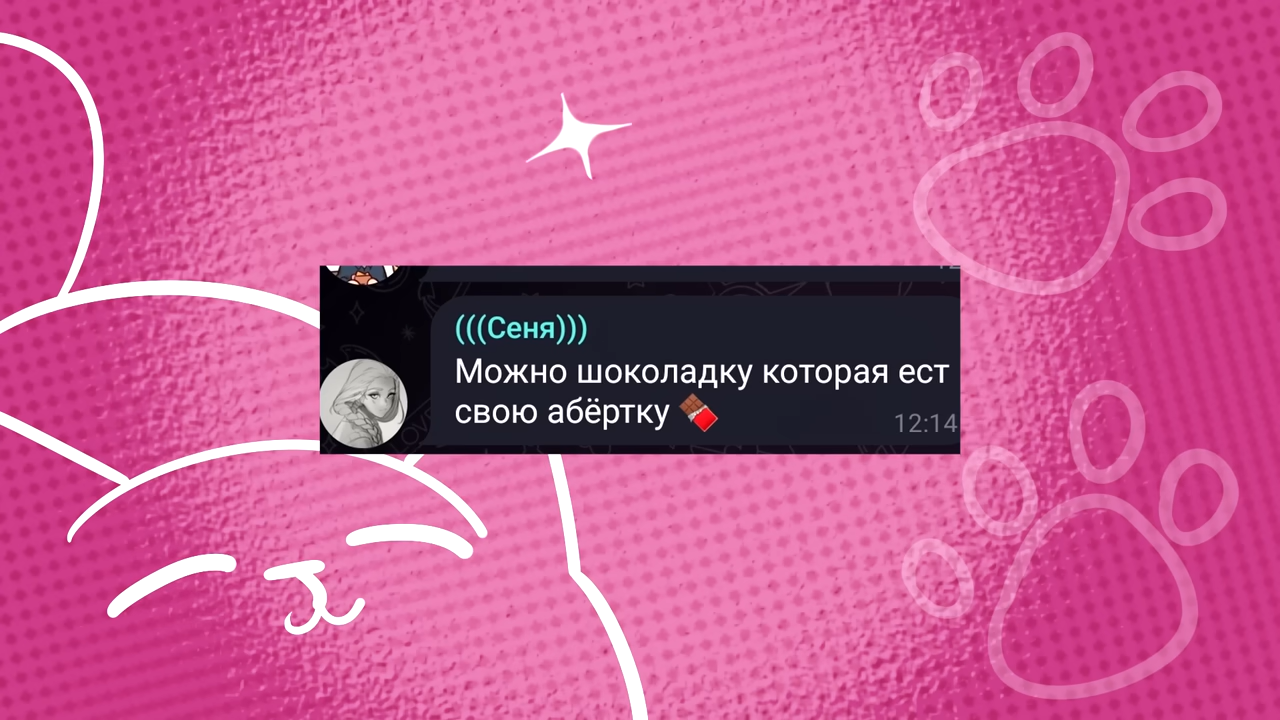 (((Сеня)))
Можно шоколадку которая ест
свою абёртку 🍫
12:14